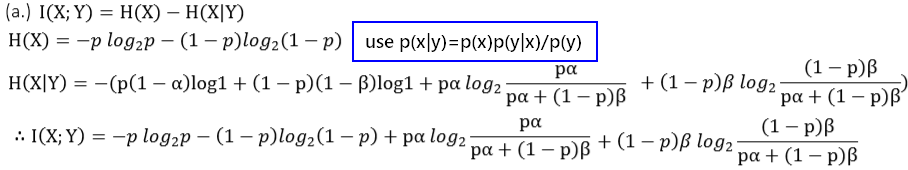 (a.) I(X; Y) = H(X) − H(X|Y)
H(X) = −p log₂p − (1 − p)log₂(1 − p) use p(x|y)=p(x)p(y|x)/p(y)
H(X|Y) = −(p(1 − α)log1 + (1 − p)(1 − β)log1 + pα log₂ pα/(pα + (1 − p)β) + (1 − p)β log₂ (1 − p)β/(pα + (1 − p)β))
∴ I(X; Y) = −p log₂p − (1 − p)log₂(1 − p) + pα log₂ pα/(pα + (1 − p)β) + (1 − p)β log₂ (1 − p)β/(pα + (1 − p)β)